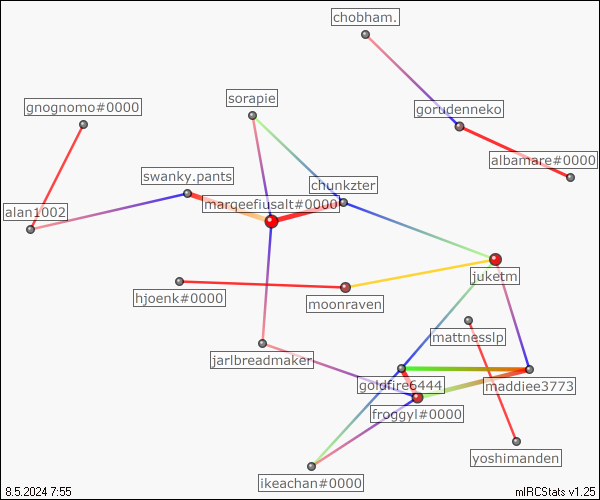 chobham.
sorapie
gnognomo#0000
gorudenneko
albamare#0000
swanky.pants
chunkzter
marqeefiusalt#0000
alan1002
juketm
hjoenk#0000
moonraven
mattnesslp
jarlbreadmaker
goldfire6444
maddiee3773
froggyl#0000
yoshimanden
ikeachan#0000
8.5.2024 7:55
mIRCStats v1.25